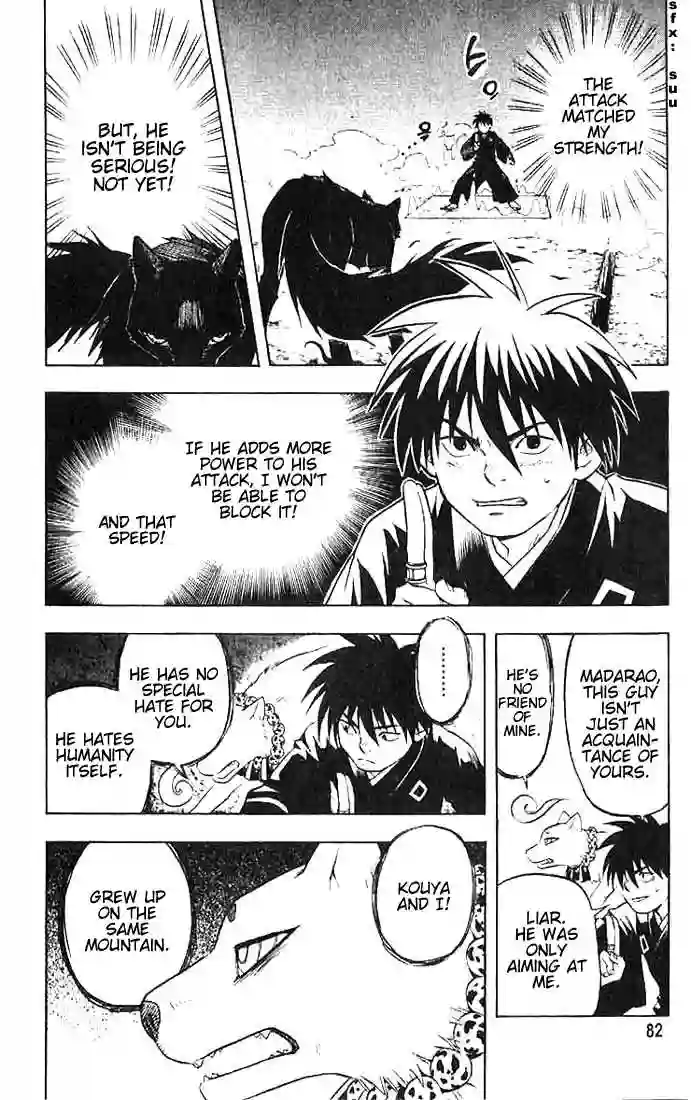 sfx: suu
THE
ATTACK
MATCHED
MY
STRENGTH!
BUT, HE
ISN'T BEING
SERIOUS!
NOT YET!
IF HE ADDS MORE
POWER TO HIS
ATTACK, I WON'T
BE ABLE TO
BLOCK IT!
AND THAT
SPEED!
MADARAO,
THIS GUY
ISN'T
JUST AN
ACQUAIN-
TANCE OF
YOURS.
HE'S
NO
FRIEND
OF
MINE.
LIAR.
HE WAS
ONLY
AIMING AT
ME.
........
HE HAS NO
SPECIAL
HATE FOR
YOU.
HE HATES
HUMANITY
ITSELF.
KOUYA
AND I!
GREW UP
ON THE
SAME
MOUNTAIN.
82